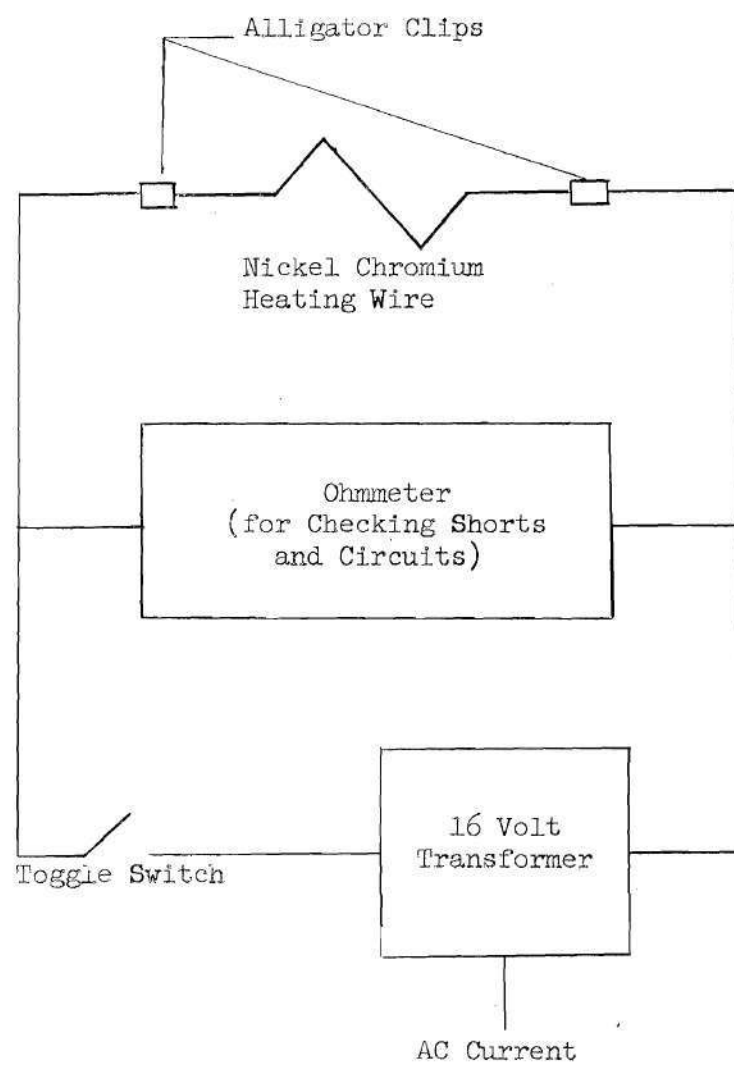 Alligator Clips
Nickel Chromium
Heating Wire
Ohmmeter
(for Checking Shorts
and Circuits)
16 Volt
Transformer
Toggle Switch
AC Current